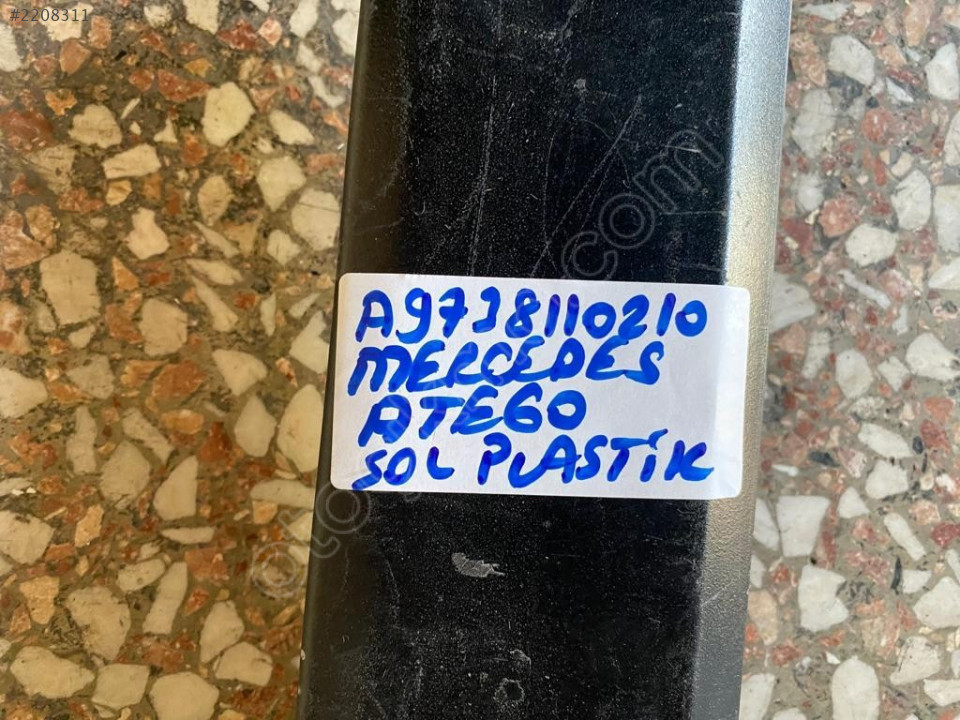 #2208311
A9738110210
MERCEDES
ATEGO
SOL PLASTİK